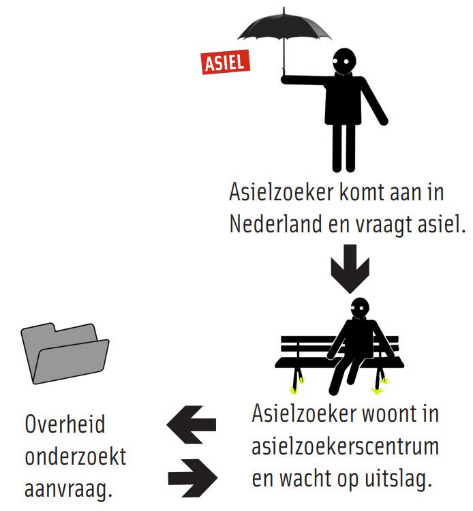 ASIEL
Asielzoeker komt aan in
Nederland en vraagt asiel.
Asielzoeker woont in
asielzoekerscentrum
en wacht op uitslag.
Overheid
onderzoekt
aanvraag.